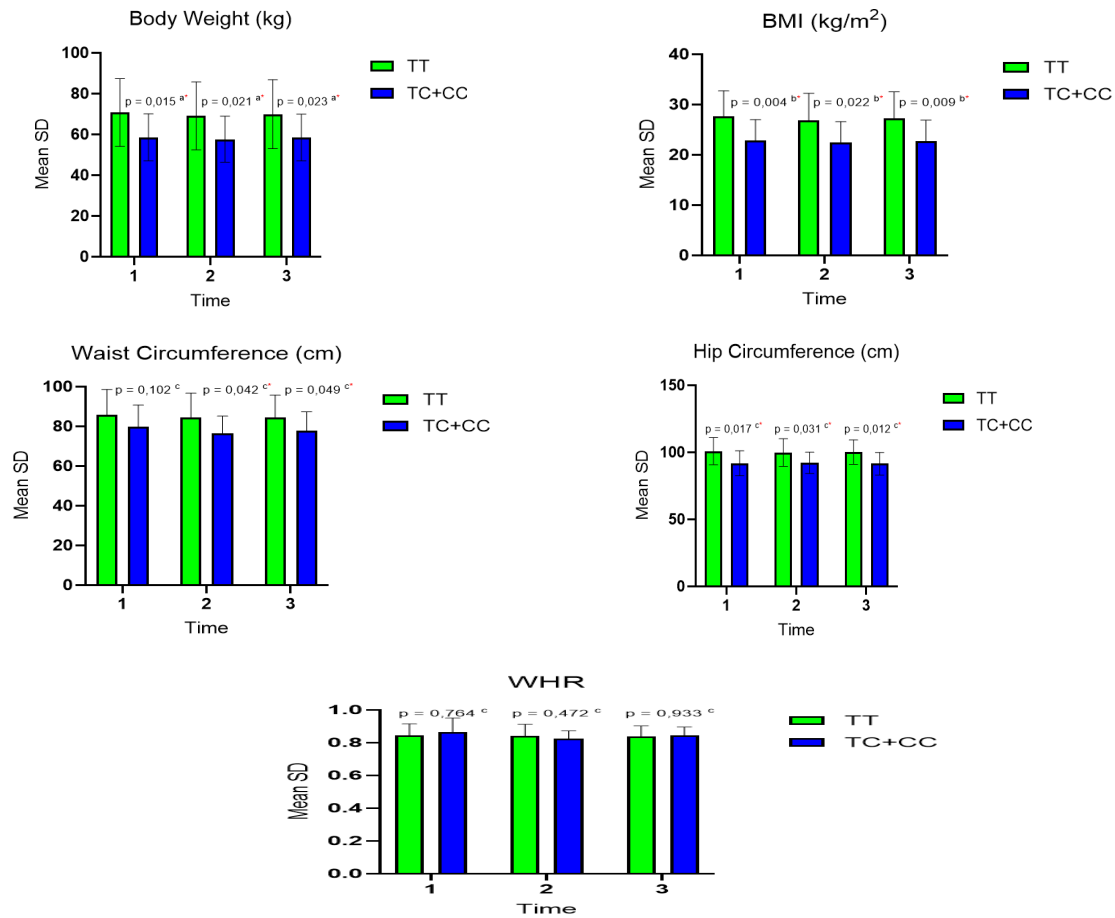 Body Weight (kg)
TT
TC+CC
p = 0,015 a* p = 0,021 a* p = 0,023 a*
Mean SD
100
80
60
40
20
0
1 2 3
Time
BMI (kg/m²)
TT
TC+CC
p = 0,004 b* p = 0,022 b* p = 0,009 b*
Mean SD
40
30
20
10
0
1 2 3
Time
Waist Circumference (cm)
TT
TC+CC
p = 0,102 c p = 0,042 c* p = 0,049 c*
Mean SD
100
80
60
40
20
0
1 2 3
Time
Hip Circumference (cm)
TT
TC+CC
p = 0,017 c* p = 0,031 c* p = 0,012 c*
Mean SD
150
100
50
0
1 2 3
Time
WHR
TT
TC+CC
p = 0,764 c p = 0,472 c p = 0,933 c
Mean SD
1.0
0.8
0.6
0.4
0.2
0.0
1 2 3
Time